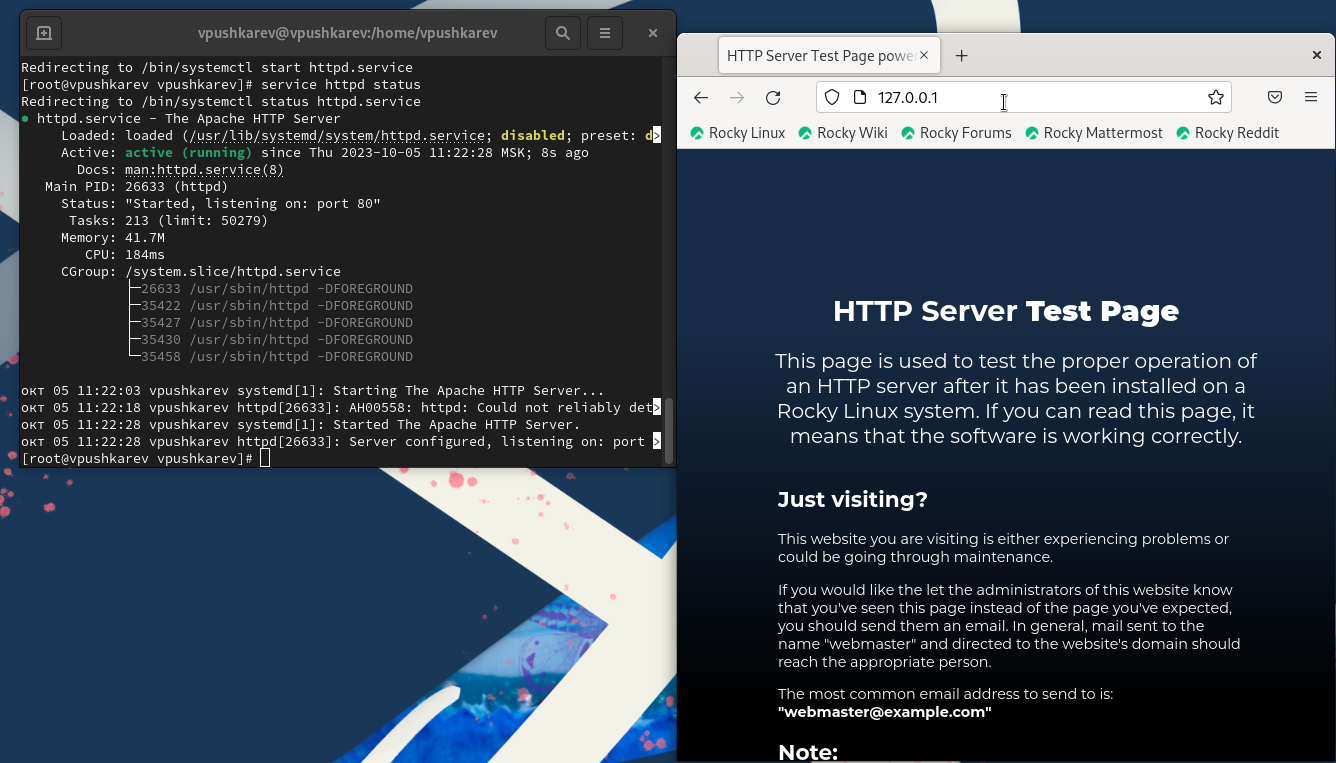 vpushkarev@vpushkarev:/home/vpushkarev
Redirecting to /bin/systemctl start httpd.service
[root@vpushkarev vpushkarev]# service httpd status
Redirecting to /bin/systemctl status httpd.service
● httpd.service - The Apache HTTP Server
Loaded: loaded (/usr/lib/systemd/system/httpd.service; disabled; preset: d>
Active: active (running) since Thu 2023-10-05 11:22:28 MSK; 8s ago
Docs: man:httpd.service(8)
Main PID: 26633 (httpd)
Status: "Started, listening on: port 80"
Tasks: 213 (limit: 50279)
Memory: 41.7M
CPU: 184ms
CGroup: /system.slice/httpd.service
├─26633 /usr/sbin/httpd -DFOREGROUND
├─35422 /usr/sbin/httpd -DFOREGROUND
├─35427 /usr/sbin/httpd -DFOREGROUND
├─35430 /usr/sbin/httpd -DFOREGROUND
└─35458 /usr/sbin/httpd -DFOREGROUND
окт 05 11:22:03 vpushkarev systemd[1]: Starting The Apache HTTP Server...
окт 05 11:22:18 vpushkarev httpd[26633]: AH00558: httpd: Could not reliably det>
окт 05 11:22:28 vpushkarev systemd[1]: Started The Apache HTTP Server.
окт 05 11:22:28 vpushkarev httpd[26633]: Server configured, listening on: port >
[root@vpushkarev vpushkarev]#
HTTP Server Test Page powe
127.0.0.1
Rocky Linux Rocky Wiki Rocky Forums Rocky Mattermost Rocky Reddit
HTTP Server Test Page
This page is used to test the proper operation of
an HTTP server after it has been installed on a
Rocky Linux system. If you can read this page, it
means that the software is working correctly.
Just visiting?
This website you are visiting is either experiencing problems or
could be going through maintenance.
If you would like the let the administrators of this website know
that you've seen this page instead of the page you've expected,
you should send them an email. In general, mail sent to the
name "webmaster" and directed to the website's domain should
reach the appropriate person.
The most common email address to send to is:
"webmaster@example.com"
Note: